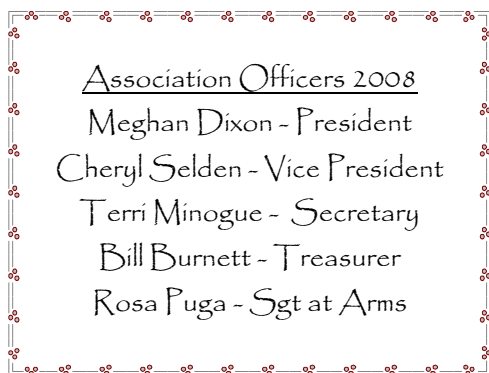 Association Officers 2008
Meghan Dixon - President
Cheryl Selden - Vice President
Terri Minogue - Secretary
Bill Burnett - Treasurer
Rosa Puga - Sgt at Arms